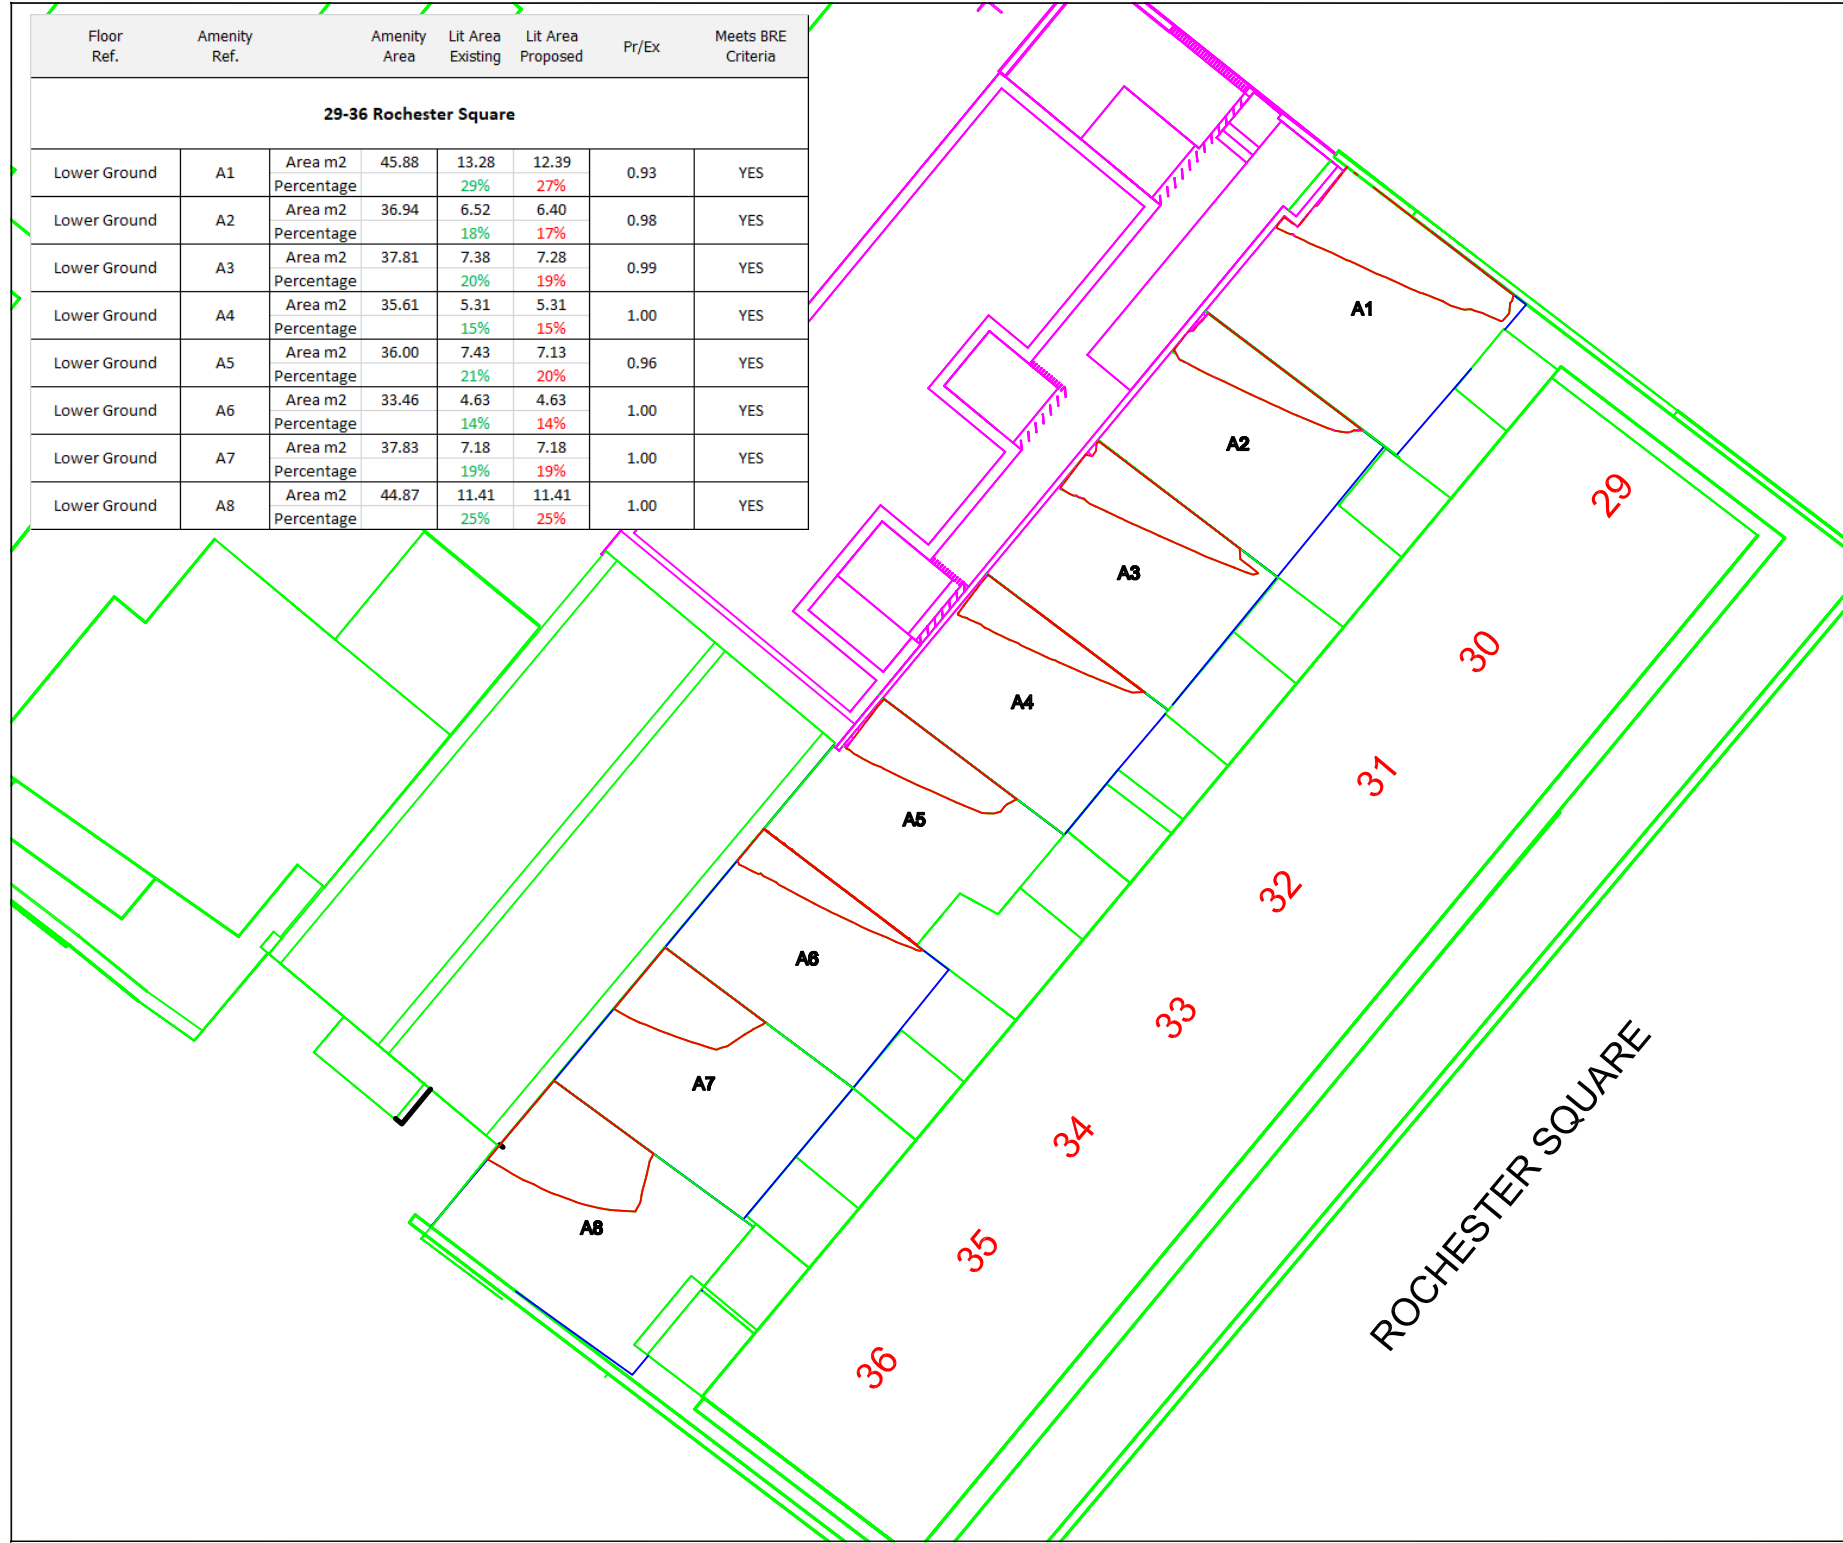 Floor Ref. Amenity Ref. Amenity Area Lit Area Existing Lit Area Proposed Pr/Ex Meets BRE Criteria
29-36 Rochester Square
Lower Ground A1 Area m2 45.88 13.28 12.39 0.93 YES
Percentage 29% 27%
Lower Ground A2 Area m2 36.94 6.52 6.40 0.98 YES
Percentage 18% 17%
Lower Ground A3 Area m2 37.81 7.38 7.28 0.99 YES
Percentage 20% 19%
Lower Ground A4 Area m2 35.61 5.31 5.31 1.00 YES
Percentage 15% 15%
Lower Ground A5 Area m2 36.00 7.43 7.13 0.96 YES
Percentage 21% 20%
Lower Ground A6 Area m2 33.46 4.63 4.63 1.00 YES
Percentage 14% 14%
Lower Ground A7 Area m2 37.83 7.18 7.18 1.00 YES
Percentage 19% 19%
Lower Ground A8 Area m2 44.87 11.41 11.41 1.00 YES
Percentage 25% 25%
A1
A2
A3
A4
A5
A6
A7
A8
29
30
31
32
33
34
35
36
ROCHESTER SQUARE